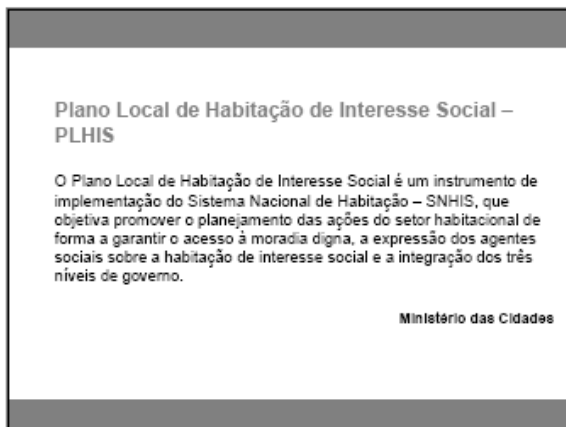 Plano Local de Habitação de Interesse Social –
PLHIS
O Plano Local de Habitação de Interesse Social é um instrumento de
implementação do Sistema Nacional de Habitação – SNHIS, que
objetiva promover o planejamento das ações do setor habitacional de
forma a garantir o acesso à moradia digna, a expressão dos agentes
sociais sobre a habitação de interesse social e a integração dos três
níveis de governo.
Ministério das Cidades